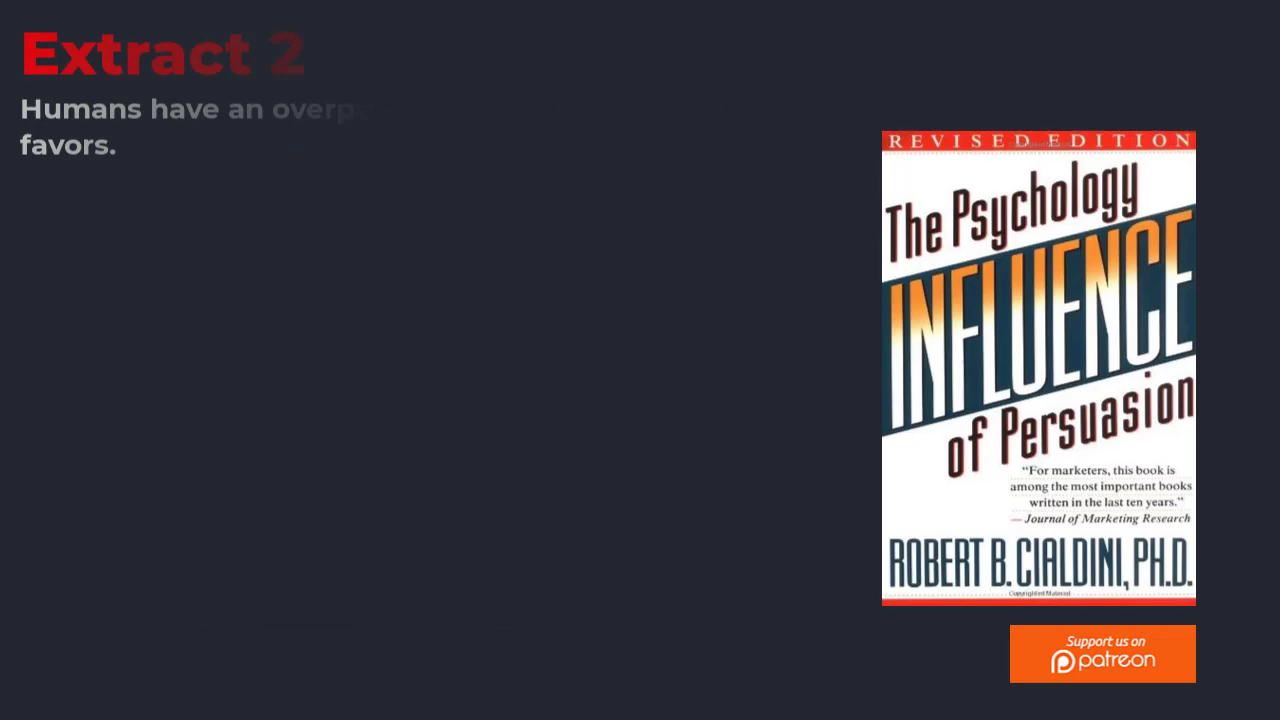 Extract 2
Humans have an
favors.
REVISED EDITION
The Psychology
INFLUENCE
of Persuasion
“For marketers, this book is
among the most important books
written in the last ten years.”
— Journal of Marketing Research
ROBERT B. CIALDINI, PH.D.
Copyrighted Material
Support us on
patreon